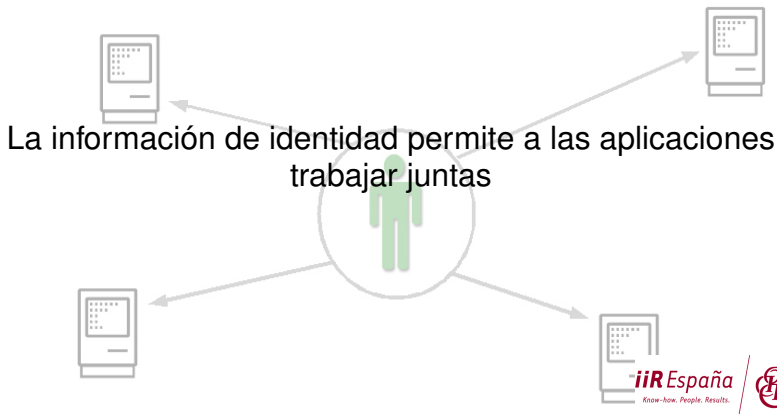 La información de identidad permite a las aplicaciones
trabajar juntas
iiR España
Know-how. People. Results.